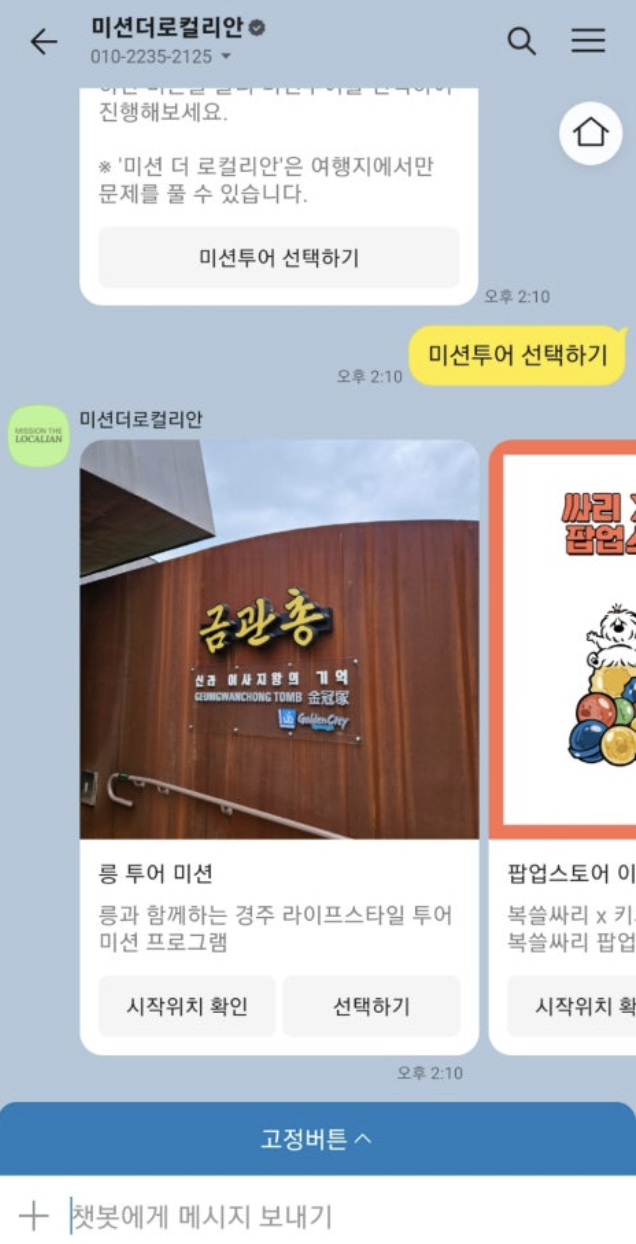 미션더로컬리안
010-2235-2125
진행해보세요.
※ '미션 더 로컬리안'은 여행지에서만
문제를 풀 수 있습니다.
미션투어 선택하기
오후 2:10
미션투어 선택하기
오후 2:10
MISSION THE
LOCALIAN
미션더로컬리안
금관총
신라 이사지왕의 기억
GEUMGWANCHONG TOMB 金冠塚
Golden City
싸리
팝업스
릉 투어 미션
릉과 함께하는 경주 라이프스타일 투어
미션 프로그램
시작위치 확인
선택하기
팝업스토어 이
복쓸싸리 x 키
복쓸싸리 팝업
시작위치 확
오후 2:10
고정버튼
챗봇에게 메시지 보내기